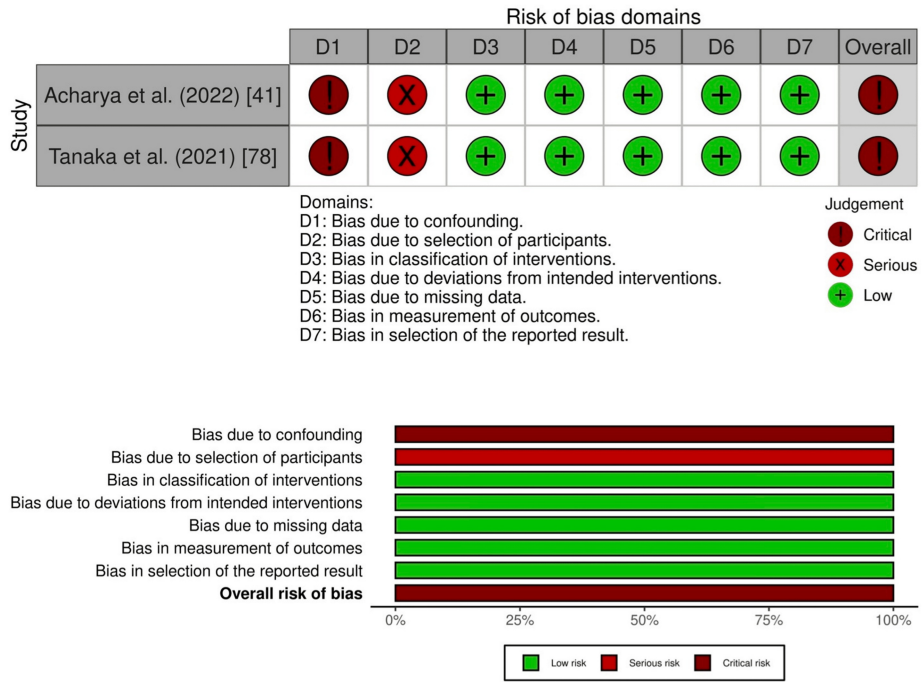 Risk of bias domains
D1 D2 D3 D4 D5 D6 D7 Overall
Study
Acharya et al. (2022) [41] ! X + + + + + !
Tanaka et al. (2021) [78] ! X + + + + + !
Domains:
D1: Bias due to confounding.
D2: Bias due to selection of participants.
D3: Bias in classification of interventions.
D4: Bias due to deviations from intended interventions.
D5: Bias due to missing data.
D6: Bias in measurement of outcomes.
D7: Bias in selection of the reported result.
Judgement
! Critical
X Serious
+ Low
Bias due to confounding
Bias due to selection of participants
Bias in classification of interventions
Bias due to deviations from intended interventions
Bias due to missing data
Bias in measurement of outcomes
Bias in selection of the reported result
Overall risk of bias
0% 25% 50% 75% 100%
Low risk Serious risk Critical risk